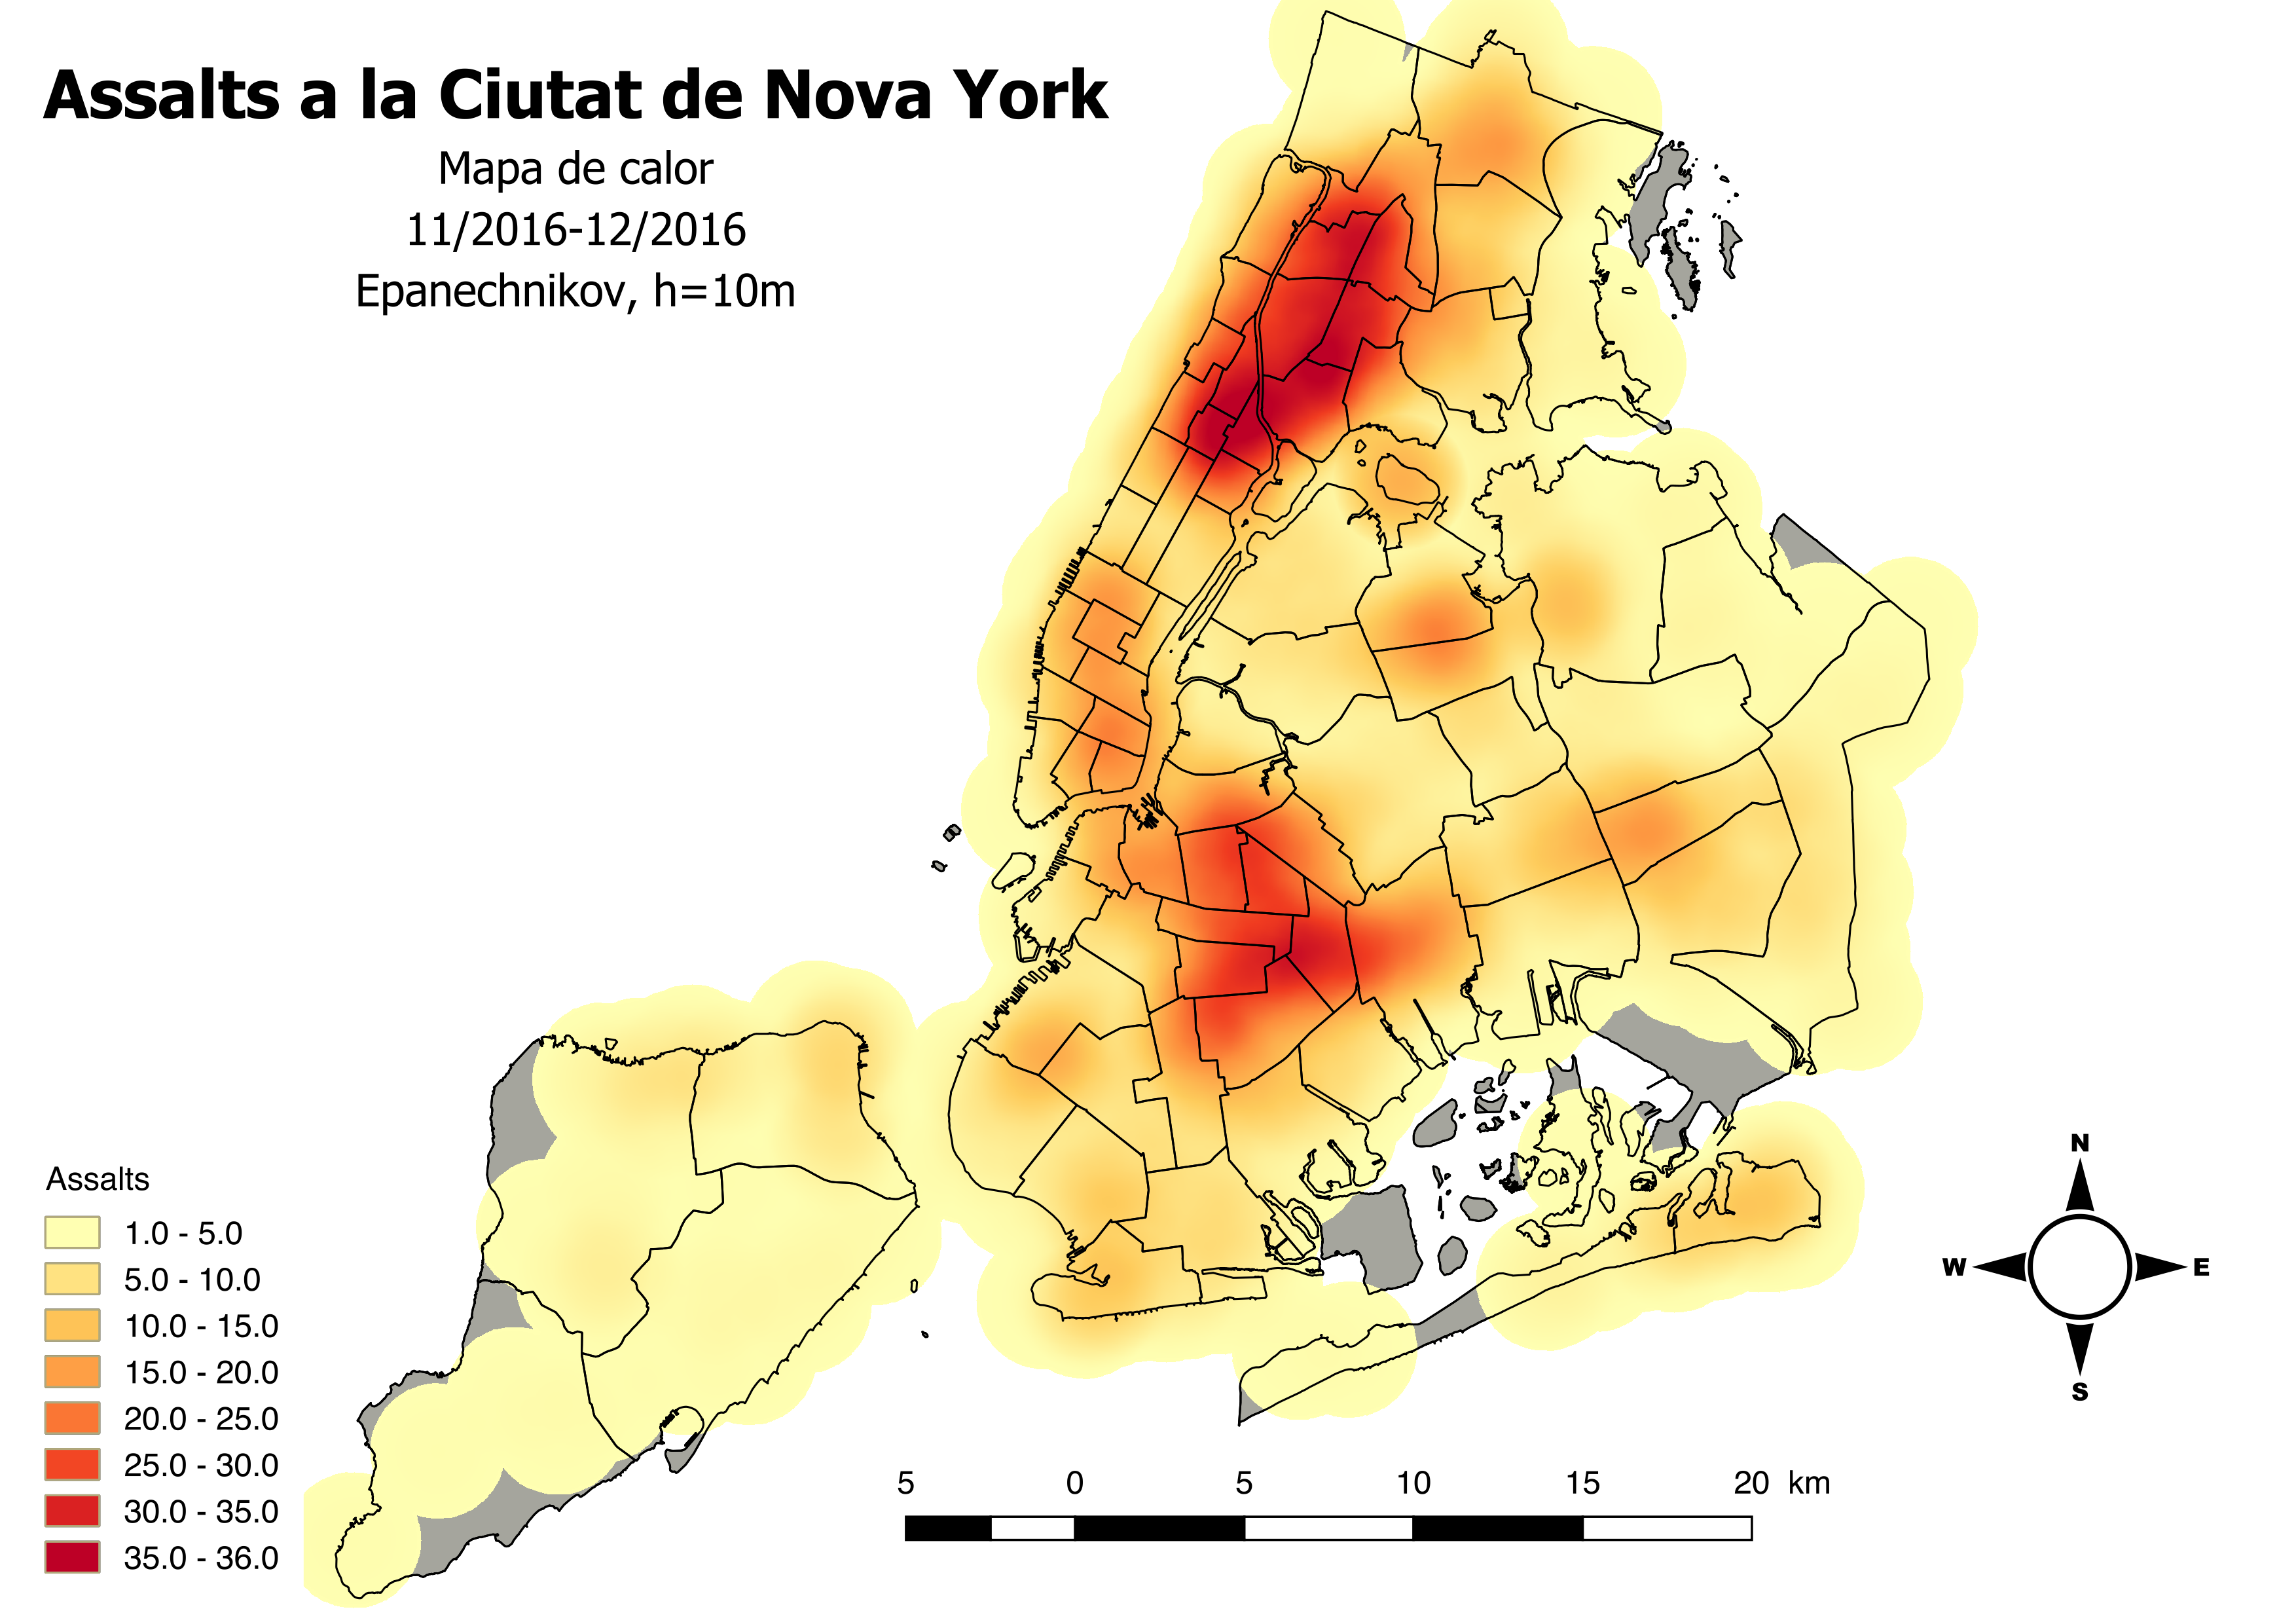 Assalts a la Ciutat de Nova York
Mapa de calor
11/2016-12/2016
Epanechnikov, h=10m
Assalts
1.0 - 5.0
5.0 - 10.0
10.0 - 15.0
15.0 - 20.0
20.0 - 25.0
25.0 - 30.0
30.0 - 35.0
35.0 - 36.0
5 0 5 10 15 20 km
N
W E
S